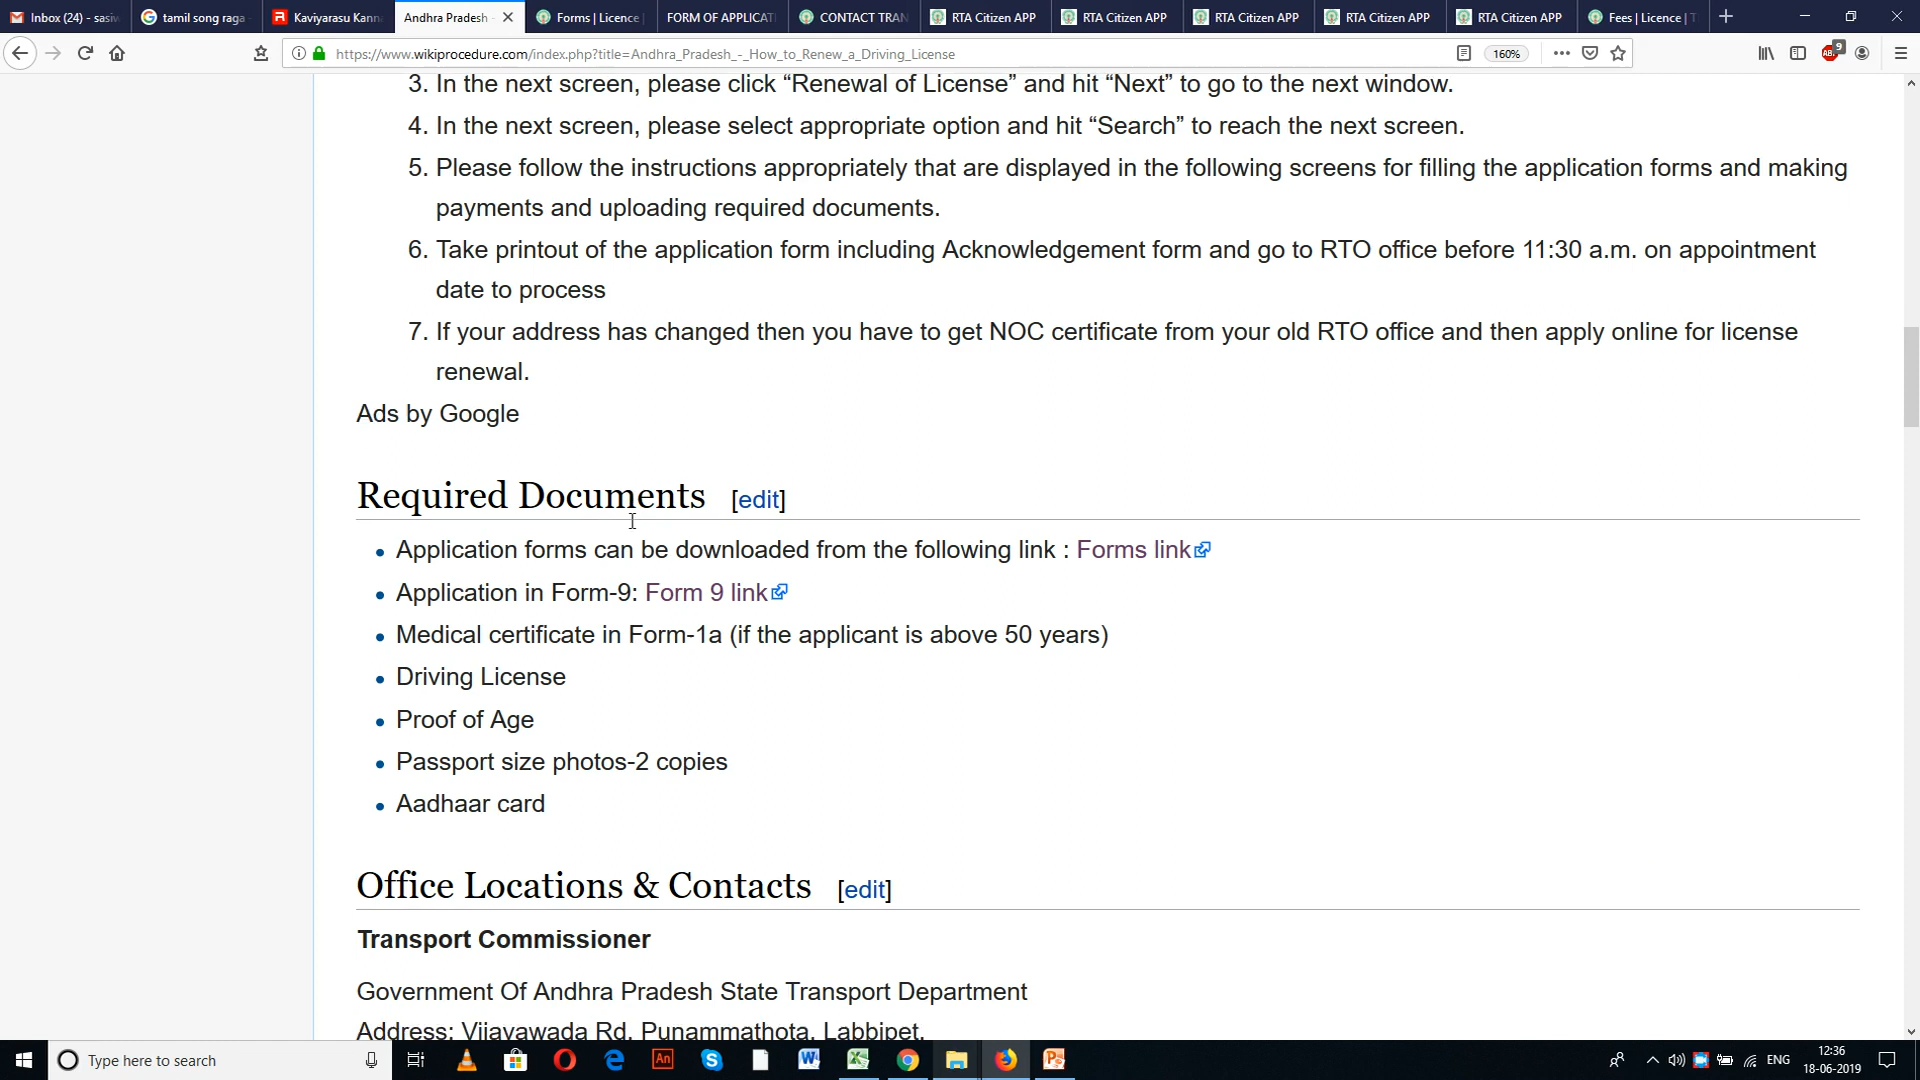 Inbox (24) - sasiw
tamil song raga
Kaviyarasu Kann
Andhra Pradesh -
Forms | Licence
FORM OF APPLICAT
CONTACT TRAN
RTA Citizen APP
RTA Citizen APP
RTA Citizen APP
RTA Citizen APP
RTA Citizen APP
Fees | Licence | T
https://www.wikiprocedure.com/index.php?title=Andhra_Pradesh_-_How_to_Renew_a_Driving_License
160%
9
3. In the next screen, please click “Renewal of License” and hit “Next” to go to the next window.
4. In the next screen, please select appropriate option and hit “Search” to reach the next screen.
5. Please follow the instructions appropriately that are displayed in the following screens for filling the application forms and making
payments and uploading required documents.
6. Take printout of the application form including Acknowledgement form and go to RTO office before 11:30 a.m. on appointment
date to process
7. If your address has changed then you have to get NOC certificate from your old RTO office and then apply online for license
renewal.
Ads by Google
Required Documents [edit]
Application forms can be downloaded from the following link : Forms link
Application in Form-9: Form 9 link
Medical certificate in Form-1a (if the applicant is above 50 years)
Driving License
Proof of Age
Passport size photos-2 copies
Aadhaar card
Office Locations & Contacts [edit]
Transport Commissioner
Government Of Andhra Pradesh State Transport Department
Address: Vijayawada Rd, Punammathota, Labbipet,
Type here to search
An
ENG
12:36
18-06-2019